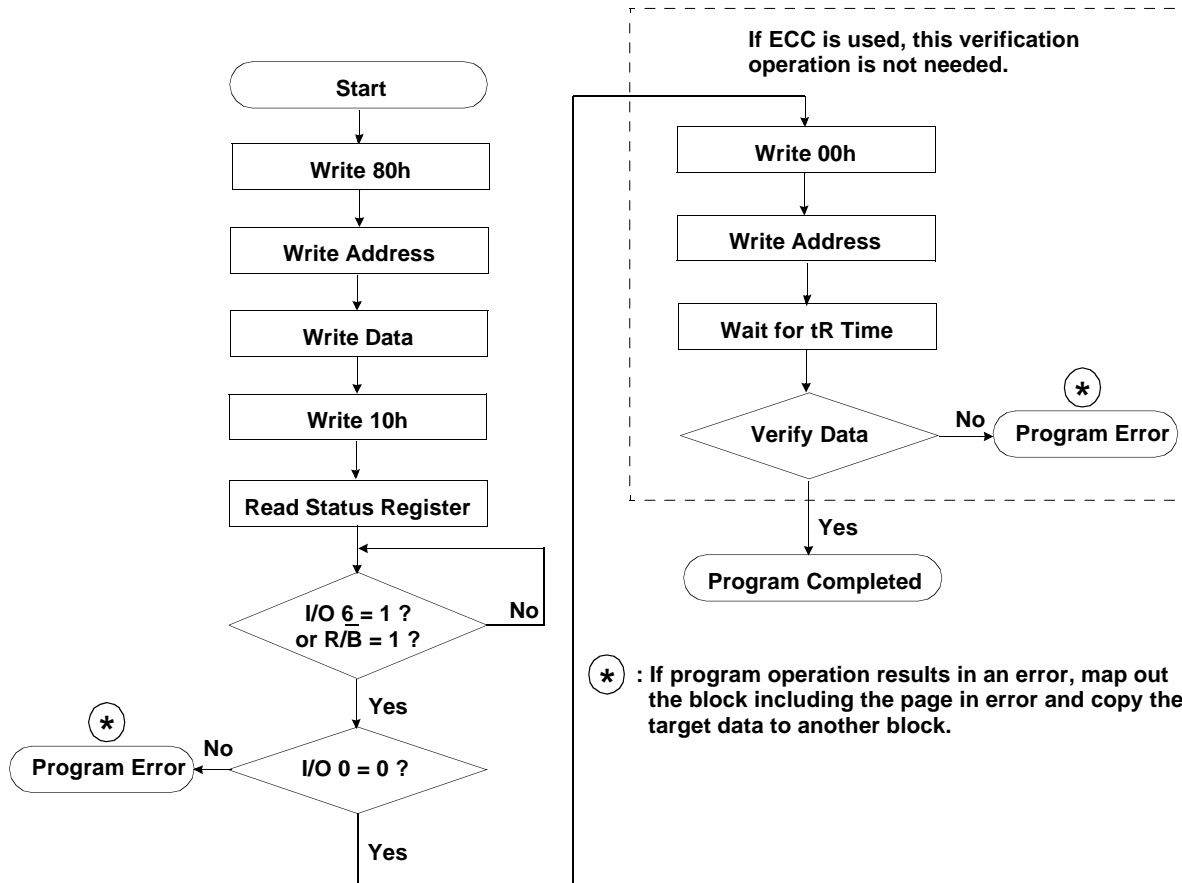 Start
Write 80h
Write Address
Write Data
Write 10h
Read Status Register
I/O 6 = 1 ?
or R/B = 1 ?
No
Yes
*
No
Program Error
I/O 0 = 0 ?
Yes
If ECC is used, this verification
operation is not needed.
Write 00h
Write Address
Wait for tR Time
*
Verify Data
No
Program Error
Yes
Program Completed
* : If program operation results in an error, map out
the block including the page in error and copy the
target data to another block.